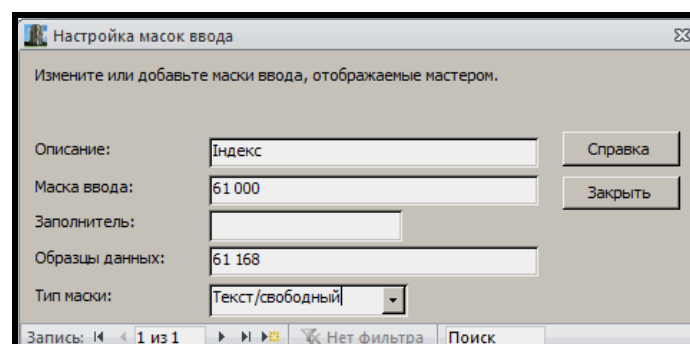 Настройка масок ввода
Измените или добавьте маски ввода, отображаемые мастером.
Описание: Індекс Справка
Маска ввода: 61 000 Закрыть
Заполнитель:
Образцы данных: 61 168
Тип маски: Текст/свободный
Запись: 1 из 1 Нет фильтра Поиск